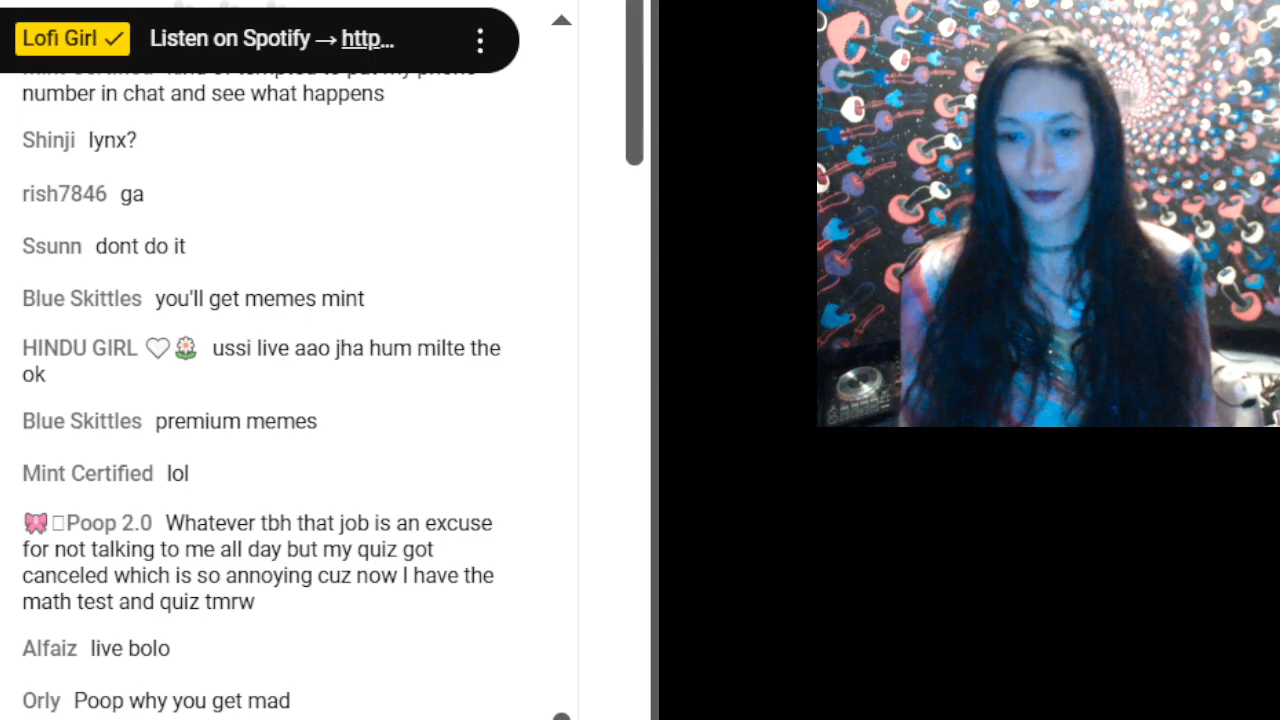 Lofi Girl Listen on Spotify → http...
number in chat and see what happens
Shinji lynx?
rish7846 ga
Ssunn dont do it
Blue Skittles you'll get memes mint
HINDU GIRL ♡🌼 ussi live aao jha hum milte the
ok
Blue Skittles premium memes
Mint Certified lol
🎀□Poop 2.0 Whatever tbh that job is an excuse
for not talking to me all day but my quiz got
canceled which is so annoying cuz now I have the
math test and quiz tmrw
Alfaiz live bolo
Orly Poop why you get mad